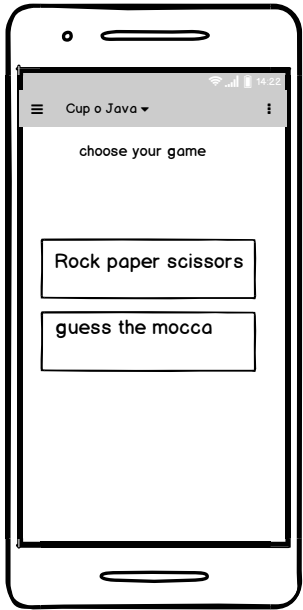 14:22
Cup o Java
choose your game
Rock paper scissors
guess the mocca